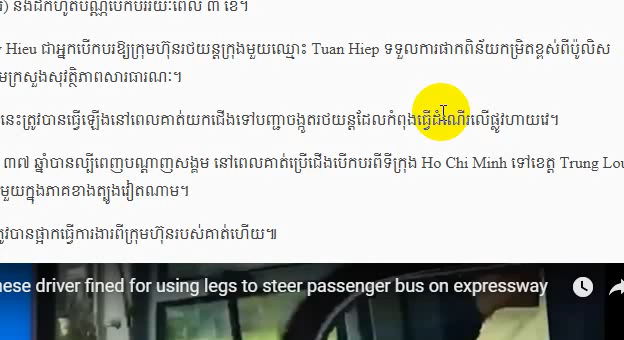 និងដកហូតប័ណ្ណបើកបររយៈពេល ៣ ខែ។
Hieu ជាអ្នកបើកបរឱ្យក្រុមហ៊ុនរថយន្តក្រុងមួយឈ្មោះ Tuan Hiep ទទួលការផាកពិន័យកម្រិតខ្ពស់ពីប៉ូលិស
មក្រសួងសុវត្ថិភាពសារធារណៈ។
នេះត្រូវបានធ្វើឡើងនៅពេលគាត់យកជើងទៅបញ្ជាចង្កូតរថយន្តដែលកំពុងធ្វើដំណើរលើផ្លូវហាយវេ។
៣៧ ឆ្នាំបានល្បីពេញបណ្តាញសង្គម នៅពេលគាត់ប្រើជើងបើកបរពីទីក្រុង Ho Chi Minh ទៅខេត្ត Trung Lou
មួយក្នុងភាគខាងត្បូងវៀតណាម។
វបានផ្អាកធ្វើការងារពីក្រុមហ៊ុនរបស់គាត់ហើយ៕
nese driver fined for using legs to steer passenger bus on expressway